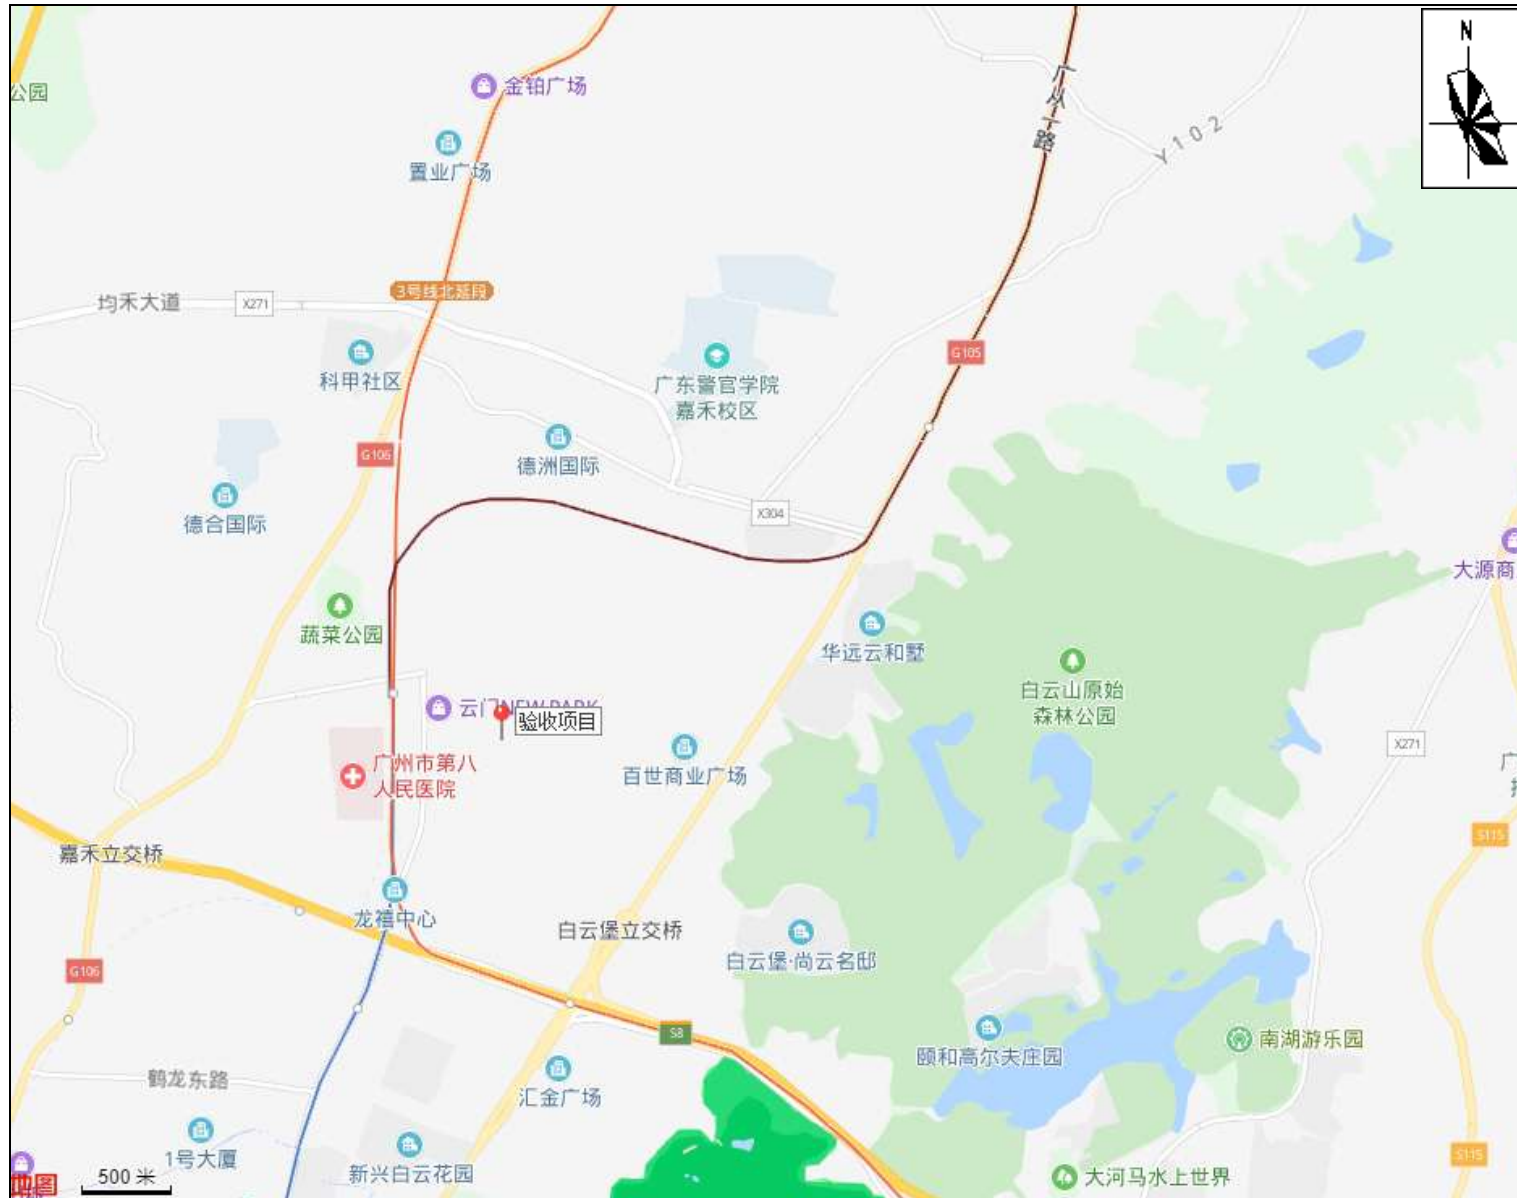 N
公园
金铂广场
置业广场
广从一路
Y102
3号线北延段
均禾大道
X271
科甲社区
G105
广东警官学院
嘉禾校区
G106
德洲国际
德合国际
X304
大源商
蔬菜公园
华远云和墅
白云山原始
森林公园
云门NEW PARK
验收项目
百世商业广场
X271
广州市第八
人民医院
S115
嘉禾立交桥
龙禧中心
白云堡立交桥
白云堡·尚云名邸
G106
S8
颐和高尔夫庄园
南湖游乐园
鹤龙东路
汇金广场
1号大厦
新兴白云花园
S115
大河马水上世界
地图
500 米